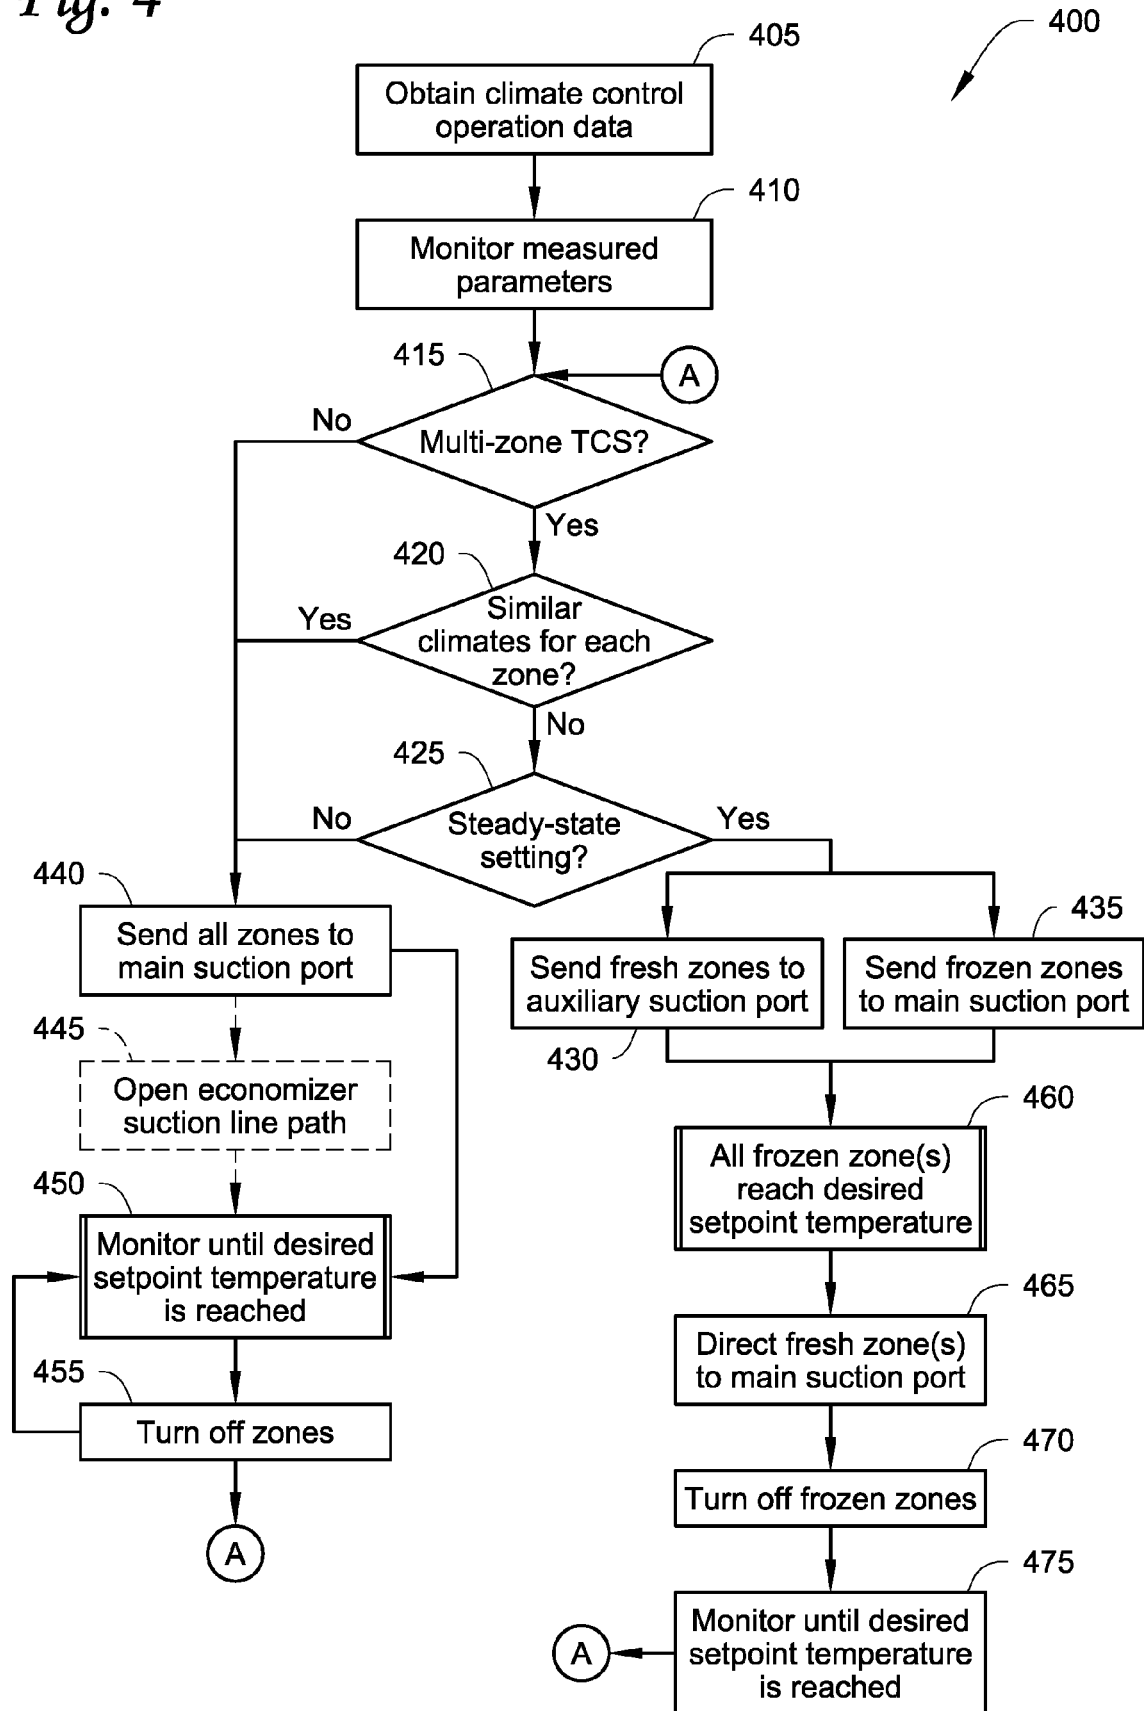 Fig. 4
400
405
Obtain climate control
operation data
410
Monitor measured
parameters
415
A
No
Multi-zone TCS?
Yes
420
Yes
Similar
climates for each
zone?
No
425
No
Steady-state
setting?
Yes
440
Send all zones to
main suction port
435
Send fresh zones to
auxiliary suction port
430
Send frozen zones
to main suction port
445
Open economizer
suction line path
460
All frozen zone(s)
reach desired
setpoint temperature
450
Monitor until desired
setpoint temperature
is reached
465
Direct fresh zone(s)
to main suction port
455
Turn off zones
470
Turn off frozen zones
A
475
Monitor until desired
setpoint temperature
is reached
A